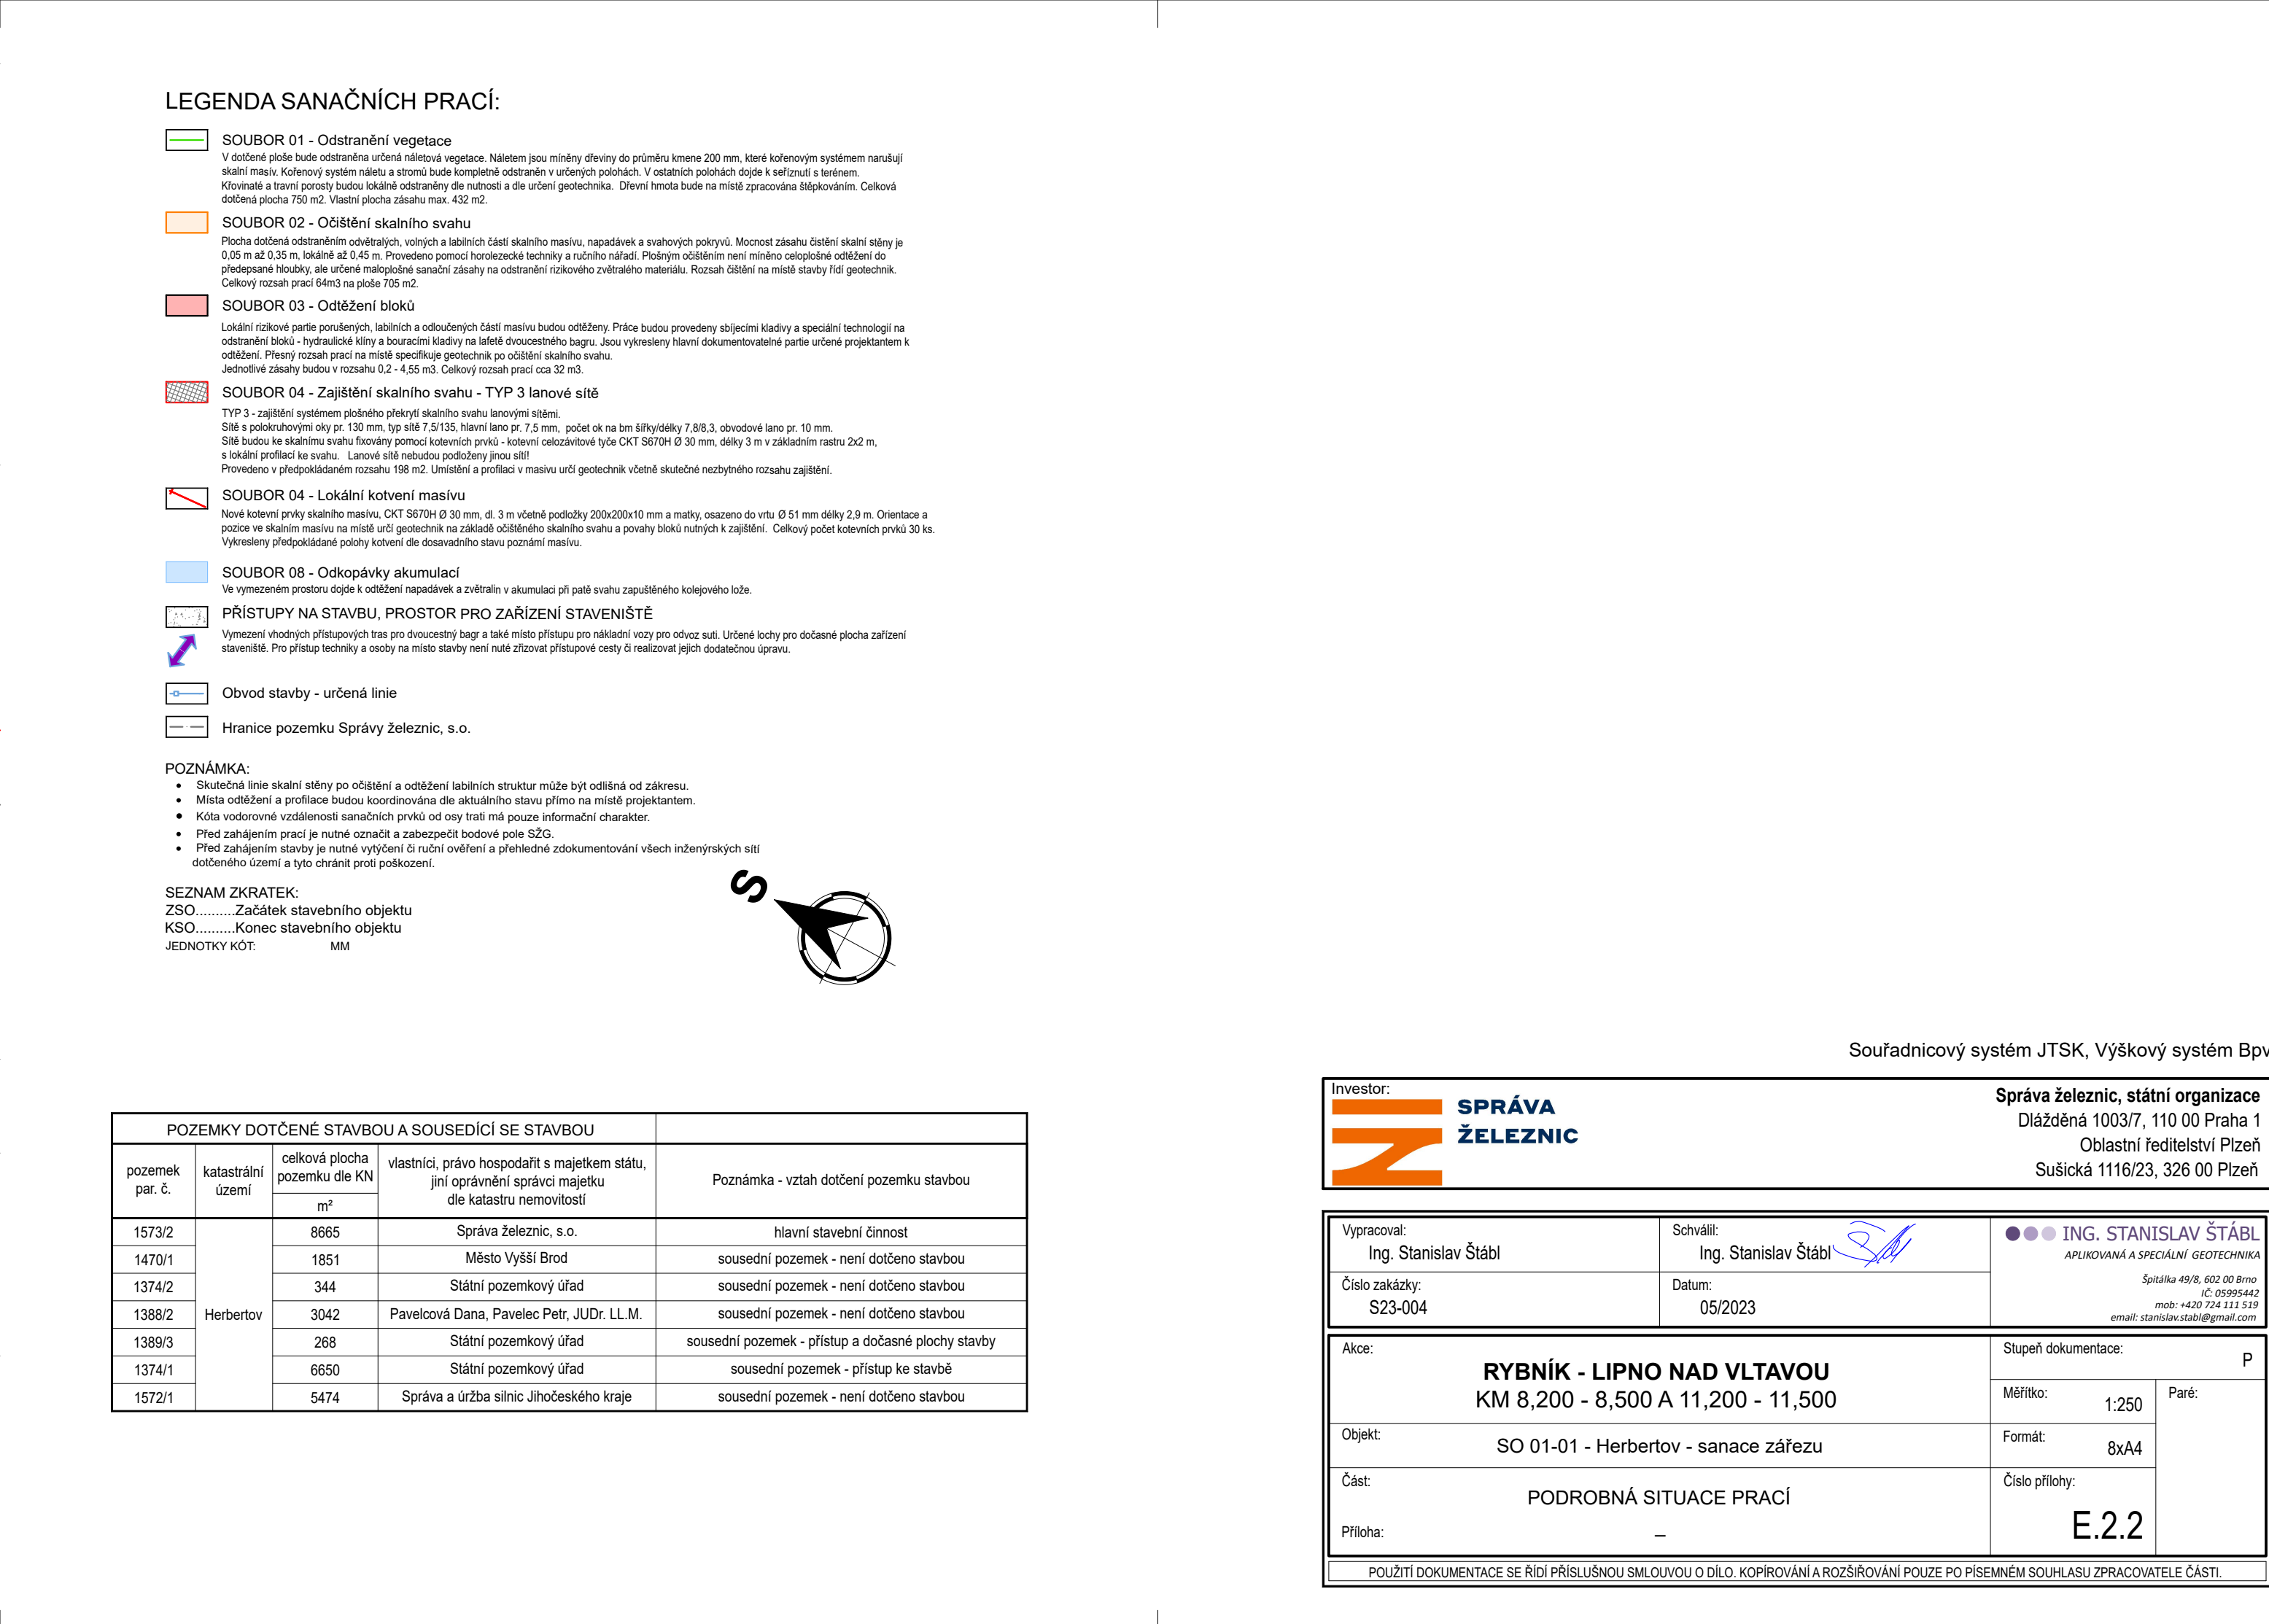 LEGENDA SANAČNÍCH PRACÍ:
SOUBOR 01 - Odstranění vegetace
V dotčené ploše bude odstraněna určená náletová vegetace. Náletem jsou míněny dřeviny do průměru kmene 200 mm, které kořenovým systémem narušují
skalní masív. Kořenový systém náletu a stromů bude kompletně odstraněn v určených polohách. V ostatních polohách dojde k seříznutí s terénem.
Křovinaté a travní porosty budou lokálně odstraněny dle nutnosti a dle určení geotechnika. Dřevní hmota bude na místě zpracována štěpkováním. Celková
dotčená plocha 750 m2. Vlastní plocha zásahu max. 432 m2.
SOUBOR 02 - Očištění skalního svahu
Plocha dotčená odstraněním odvětralých, volných a labilních částí skalního masívu, napadávek a svahových pokryvů. Mocnost zásahu čistění skalní stěny je
0,05 m až 0,35 m, lokálně až 0,45 m. Provedeno pomocí horolezecké techniky a ručního nářadí. Plošným očištěním není míněno celoplošné odtěžení do
předepsané hloubky, ale určené maloplošné sanační zásahy na odstranění rizikového zvětralého materiálu. Rozsah čištění na místě stavby řídí geotechnik.
Celkový rozsah prací 64m3 na ploše 705 m2.
SOUBOR 03 - Odtěžení bloků
Lokální rizikové partie porušených, labilních a odloučených částí masívu budou odtěženy. Práce budou provedeny sbíjecími kladivy a speciální technologií na
odstranění bloků - hydraulické klíny a bouracími kladivy na lafetě dvoucestného bagru. Jsou vykresleny hlavní dokumentovatelné partie určené projektantem k
odtěžení. Přesný rozsah prací na místě specifikuje geotechnik po očištění skalního svahu.
Jednotlivé zásahy budou v rozsahu 0,2 - 4,55 m3. Celkový rozsah prací cca 32 m3.
SOUBOR 04 - Zajištění skalního svahu - TYP 3 lanové sítě
TYP 3 - zajištění systémem plošného překrytí skalního svahu lanovými sítěmi.
Sítě s polokruhovými oky pr. 130 mm, typ sítě 7,5/135, hlavní lano pr. 7,5 mm, počet ok na bm šířky/délky 7,8/8,3, obvodové lano pr. 10 mm.
Sítě budou ke skalnímu svahu fixovány pomocí kotevních prvků - kotevní celozávitové tyče CKT S670H Ø 30 mm, délky 3 m v základním rastru 2x2 m,
s lokální profilací ke svahu. Lanové sítě nebudou podloženy jinou sítí!
Provedeno v předpokládaném rozsahu 198 m2. Umístění a profilaci v masivu určí geotechnik včetně skutečné nezbytného rozsahu zajištění.
SOUBOR 04 - Lokální kotvení masívu
Nové kotevní prvky skalního masívu, CKT S670H Ø 30 mm, dl. 3 m včetně podložky 200x200x10 mm a matky, osazeno do vrtu Ø 51 mm délky 2,9 m. Orientace a
pozice ve skalním masívu na místě určí geotechnik na základě očištěného skalního svahu a povahy bloků nutných k zajištění. Celkový počet kotevních prvků 30 ks.
Vykresleny předpokládané polohy kotvení dle dosavadního stavu poznámí masívu.
SOUBOR 08 - Odkopávky akumulací
Ve vymezeném prostoru dojde k odtěžení napadávek a zvětralin v akumulaci při patě svahu zapuštěného kolejového lože.
PŘÍSTUPY NA STAVBU, PROSTOR PRO ZAŘÍZENÍ STAVENIŠTĚ
Vymezení vhodných přístupových tras pro dvoucestný bagr a také místo přístupu pro nákladní vozy pro odvoz suti. Určené lochy pro dočasné plocha zařízení
staveniště. Pro přístup techniky a osoby na místo stavby není nuté zřizovat přístupové cesty či realizovat jejich dodatečnou úpravu.
Obvod stavby - určená linie
Hranice pozemku Správy železnic, s.o.
POZNÁMKA:
• Skutečná linie skalní stěny po očištění a odtěžení labilních struktur může být odlišná od zákresu.
• Místa odtěžení a profilace budou koordinována dle aktuálního stavu přímo na místě projektantem.
• Kóta vodorovné vzdálenosti sanačních prvků od osy trati má pouze informační charakter.
• Před zahájením prací je nutné označit a zabezpečit bodové pole SŽG.
• Před zahájením stavby je nutné vytýčení či ruční ověření a přehledné zdokumentování všech inženýrských sítí
dotčeného území a tyto chránit proti poškození.
S
SEZNAM ZKRATEK:
ZSO..........Začátek stavebního objektu
KSO..........Konec stavebního objektu
JEDNOTKY KÓT: MM
POZEMKY DOTČENÉ STAVBOU A SOUSEDÍCÍ SE STAVBOU
pozemek par. č. katastrální území celková plocha pozemku dle KN m² vlastníci, právo hospodařit s majetkem státu, jiní oprávnění správci majetku dle katastru nemovitostí Poznámka - vztah dotčení pozemku stavbou
1573/2 8665 Správa železnic, s.o. hlavní stavební činnost
1470/1 1851 Město Vyšší Brod sousední pozemek - není dotčeno stavbou
1374/2 344 Státní pozemkový úřad sousední pozemek - není dotčeno stavbou
1388/2 Herbertov 3042 Pavelcová Dana, Pavelec Petr, JUDr. LL.M. sousední pozemek - není dotčeno stavbou
1389/3 268 Státní pozemkový úřad sousední pozemek - přístup a dočasné plochy stavby
1374/1 6650 Státní pozemkový úřad sousední pozemek - přístup ke stavbě
1572/1 5474 Správa a úržba silnic Jihočeského kraje sousední pozemek - není dotčeno stavbou
Souřadnicový systém JTSK, Výškový systém Bpv
Investor:
SPRÁVA
ŽELEZNIC
Správa železnic, státní organizace
Dlážděná 1003/7, 110 00 Praha 1
Oblastní ředitelství Plzeň
Sušická 1116/23, 326 00 Plzeň
Vypracoval:
Ing. Stanislav Štábl
Schválil:
Ing. Stanislav Štábl
Číslo zakázky:
S23-004
Datum:
05/2023
ING. STANISLAV ŠTÁBL
APLIKOVANÁ A SPECIÁLNÍ GEOTECHNIKA
Špitálka 49/8, 602 00 Brno
IČ: 05995442
mob: +420 724 111 519
email: stanislav.stabl@gmail.com
Akce:
RYBNÍK - LIPNO NAD VLTAVOU
KM 8,200 - 8,500 A 11,200 - 11,500
Stupeň dokumentace:
P
Měřítko:
1:250
Paré:
Objekt:
SO 01-01 - Herbertov - sanace zářezu
Formát:
8xA4
Část:
PODROBNÁ SITUACE PRACÍ
Číslo přílohy:
E.2.2
Příloha:
–
POUŽITÍ DOKUMENTACE SE ŘÍDÍ PŘÍSLUŠNOU SMLOUVOU O DÍLO. KOPÍROVÁNÍ A ROZŠIŘOVÁNÍ POUZE PO PÍSEMNÉM SOUHLASU ZPRACOVATELE ČÁSTI.